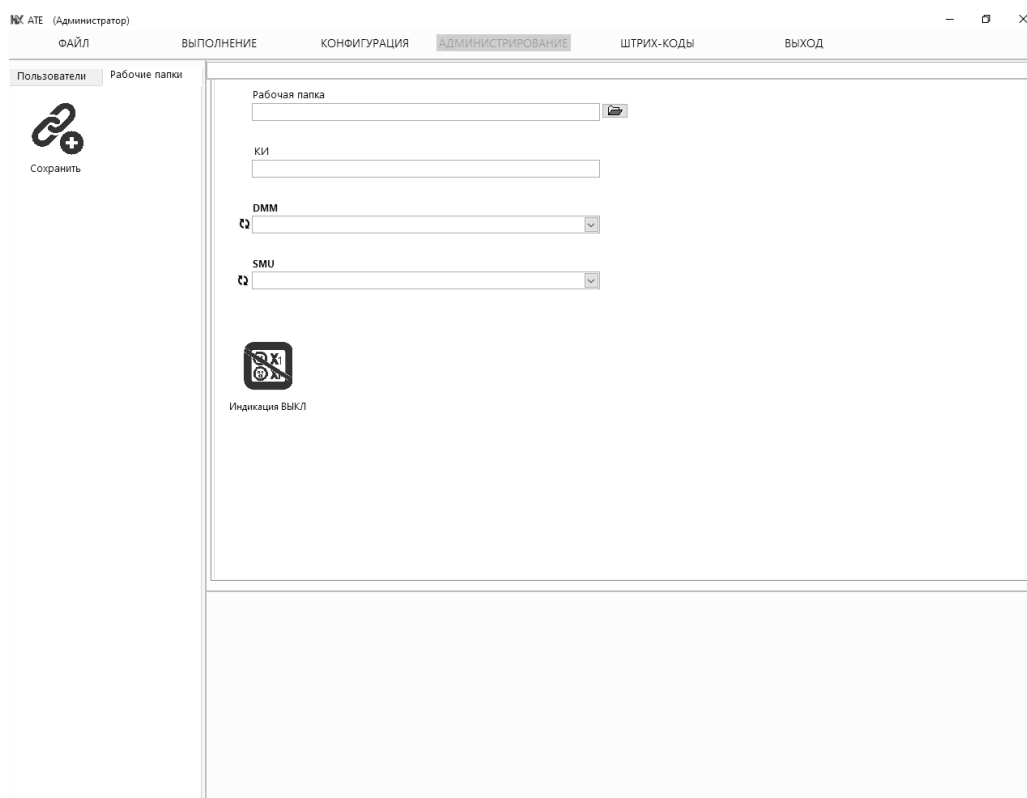 NX ATE (Администратор)
ФАЙЛ ВЫПОЛНЕНИЕ КОНФИГУРАЦИЯ АДМИНИСТРИРОВАНИЕ ШТРИХ-КОДЫ ВЫХОД
Пользователи Рабочие папки
Рабочая папка
КИ
Сохранить
DMM
SMU
Индикация ВЫКЛ